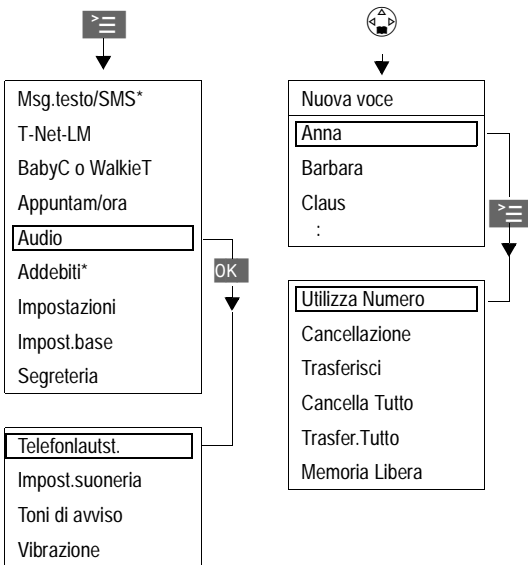 Msg.testo/SMS*
T-Net-LM
BabyC o WalkieT
Appuntam/ora
Audio
Addebiti*
Impostazioni
Impost.base
Segreteria
OK
Telefonlautst.
Impost.suoneria
Toni di avviso
Vibrazione
Nuova voce
Anna
Barbara
Claus
:
Utilizza Numero
Cancellazione
Trasferisci
Cancella Tutto
Trasfer.Tutto
Memoria Libera